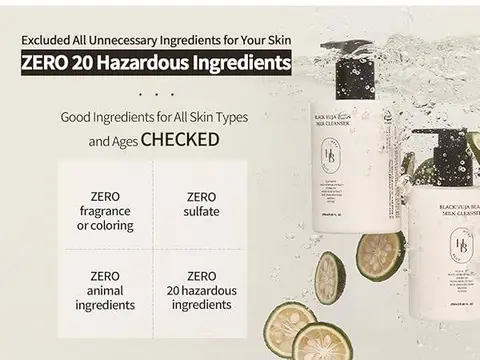 Excluded All Unnecessary Ingredients for Your Skin
ZERO 20 Hazardous Ingredients
Good Ingredients for All Skin Types
and Ages CHECKED
ZERO
fragrance
or coloring
ZERO
sulfate
ZERO
animal
ingredients
ZERO
20 hazardous
ingredients
MILK CLEANSER
HB
BLACK YUJA
MILK CLEANSER